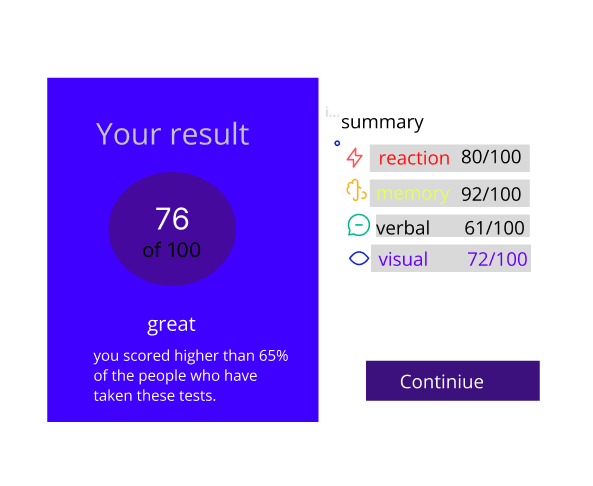 Your result
76
of 100
great
you scored higher than 65%
of the people who have
taken these tests.
i...
summary
reaction 80/100
memory 92/100
verbal 61/100
visual 72/100
Continiue